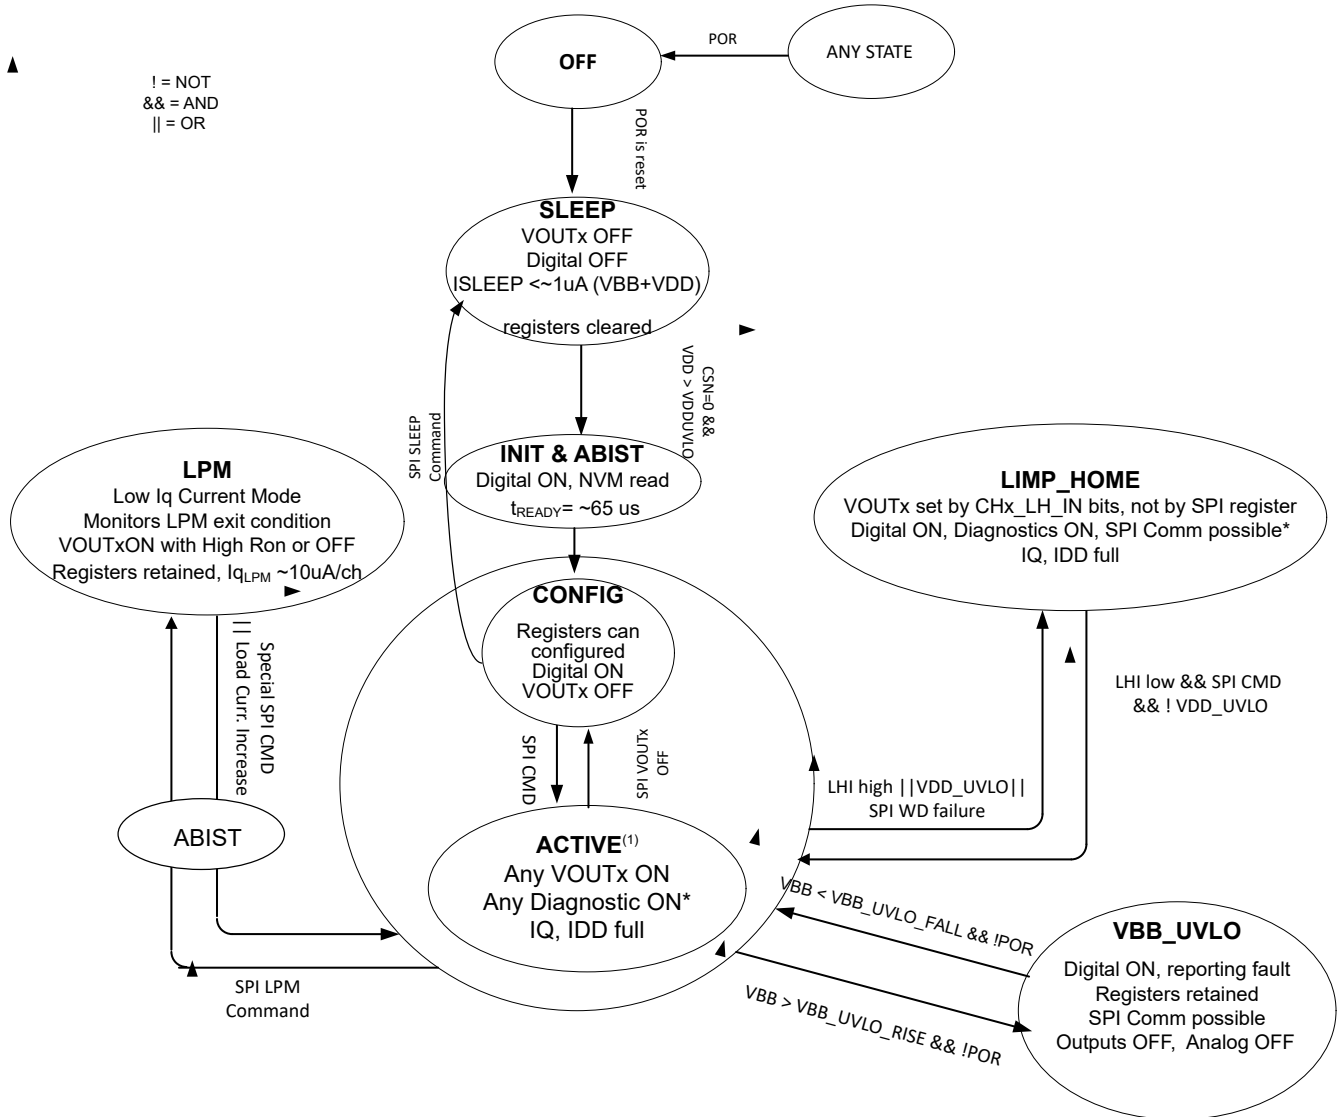 OFF
POR
ANY STATE
! = NOT
&& = AND
|| = OR
POR is reset
SLEEP
VOUTx OFF
Digital OFF
ISLEEP <~1uA (VBB+VDD)
registers cleared
CSN=0 &&
VDD > VDDUVLO
SPI SLEEP
Command
INIT & ABIST
Digital ON, NVM read
tREADY= ~65 us
LPM
Low Iq Current Mode
Monitors LPM exit condition
VOUTxON with High Ron or OFF
Registers retained, IqLPM ~10uA/ch
LIMP_HOME
VOUTx set by CHx_LH_IN bits, not by SPI register
Digital ON, Diagnostics ON, SPI Comm possible*
IQ, IDD full
CONFIG
Registers can
configured
Digital ON
VOUTx OFF
Special SPI CMD
|| Load Curr. Increase
LHI low && SPI CMD
&& ! VDD_UVLO
SPI CMD
SPI VOUTx
OFF
LHI high ||VDD_UVLO||
SPI WD failure
ABIST
ACTIVE(1)
Any VOUTx ON
Any Diagnostic ON*
IQ, IDD full
VBB < VBB_UVLO_FALL && !POR
VBB > VBB_UVLO_RISE && !POR
VBB_UVLO
Digital ON, reporting fault
Registers retained
SPI Comm possible
Outputs OFF, Analog OFF
SPI LPM
Command